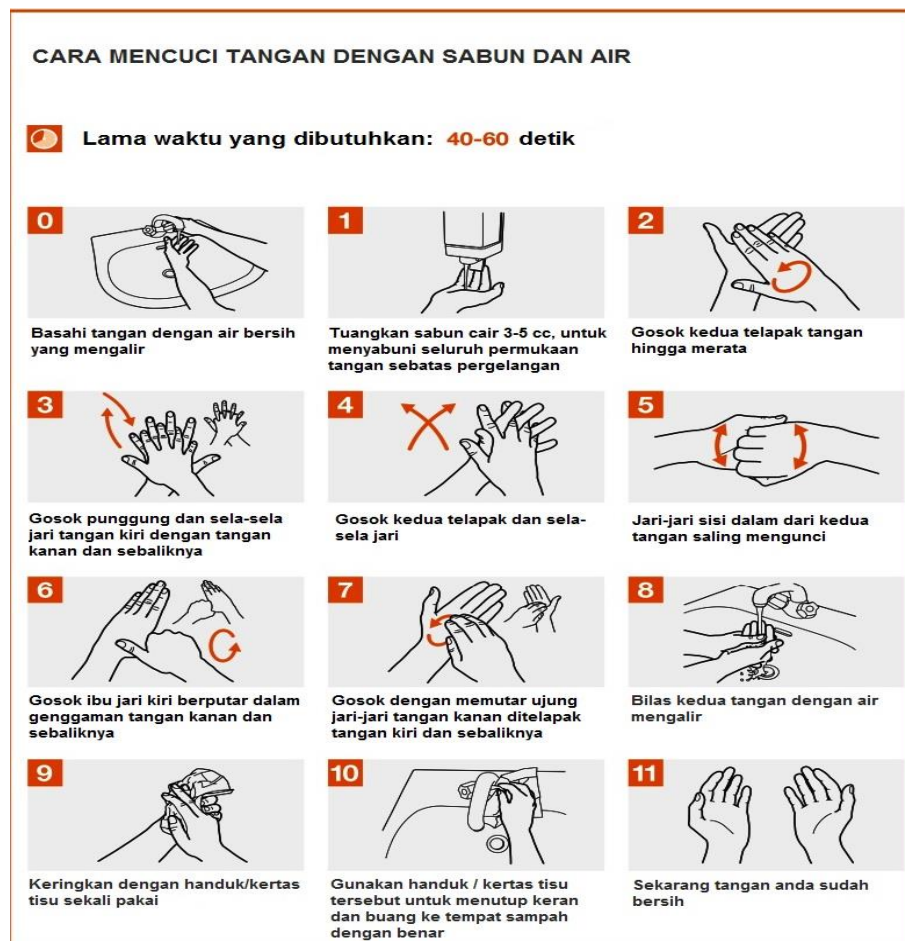 CARA MENCUCI TANGAN DENGAN SABUN DAN AIR
Lama waktu yang dibutuhkan: 40-60 detik
0
Basahi tangan dengan air bersih
yang mengalir
1
Tuangkan sabun cair 3-5 cc, untuk
menyabuni seluruh permukaan
tangan sebatas pergelangan
2
Gosok kedua telapak tangan
hingga merata
3
Gosok punggung dan sela-sela
jari tangan kiri dengan tangan
kanan dan sebaliknya
4
Gosok kedua telapak dan sela-
sela jari
5
Jari-jari sisi dalam dari kedua
tangan saling mengunci
6
Gosok ibu jari kiri berputar dalam
genggaman tangan kanan dan
sebaliknya
7
Gosok dengan memutar ujung
jari-jari tangan kanan ditelapak
tangan kiri dan sebaliknya
8
Bilas kedua tangan dengan air
mengalir
9
Keringkan dengan handuk/kertas
tisu sekali pakai
10
Gunakan handuk / kertas tisu
tersebut untuk menutup keran
dan buang ke tempat sampah
dengan benar
11
Sekarang tangan anda sudah
bersih